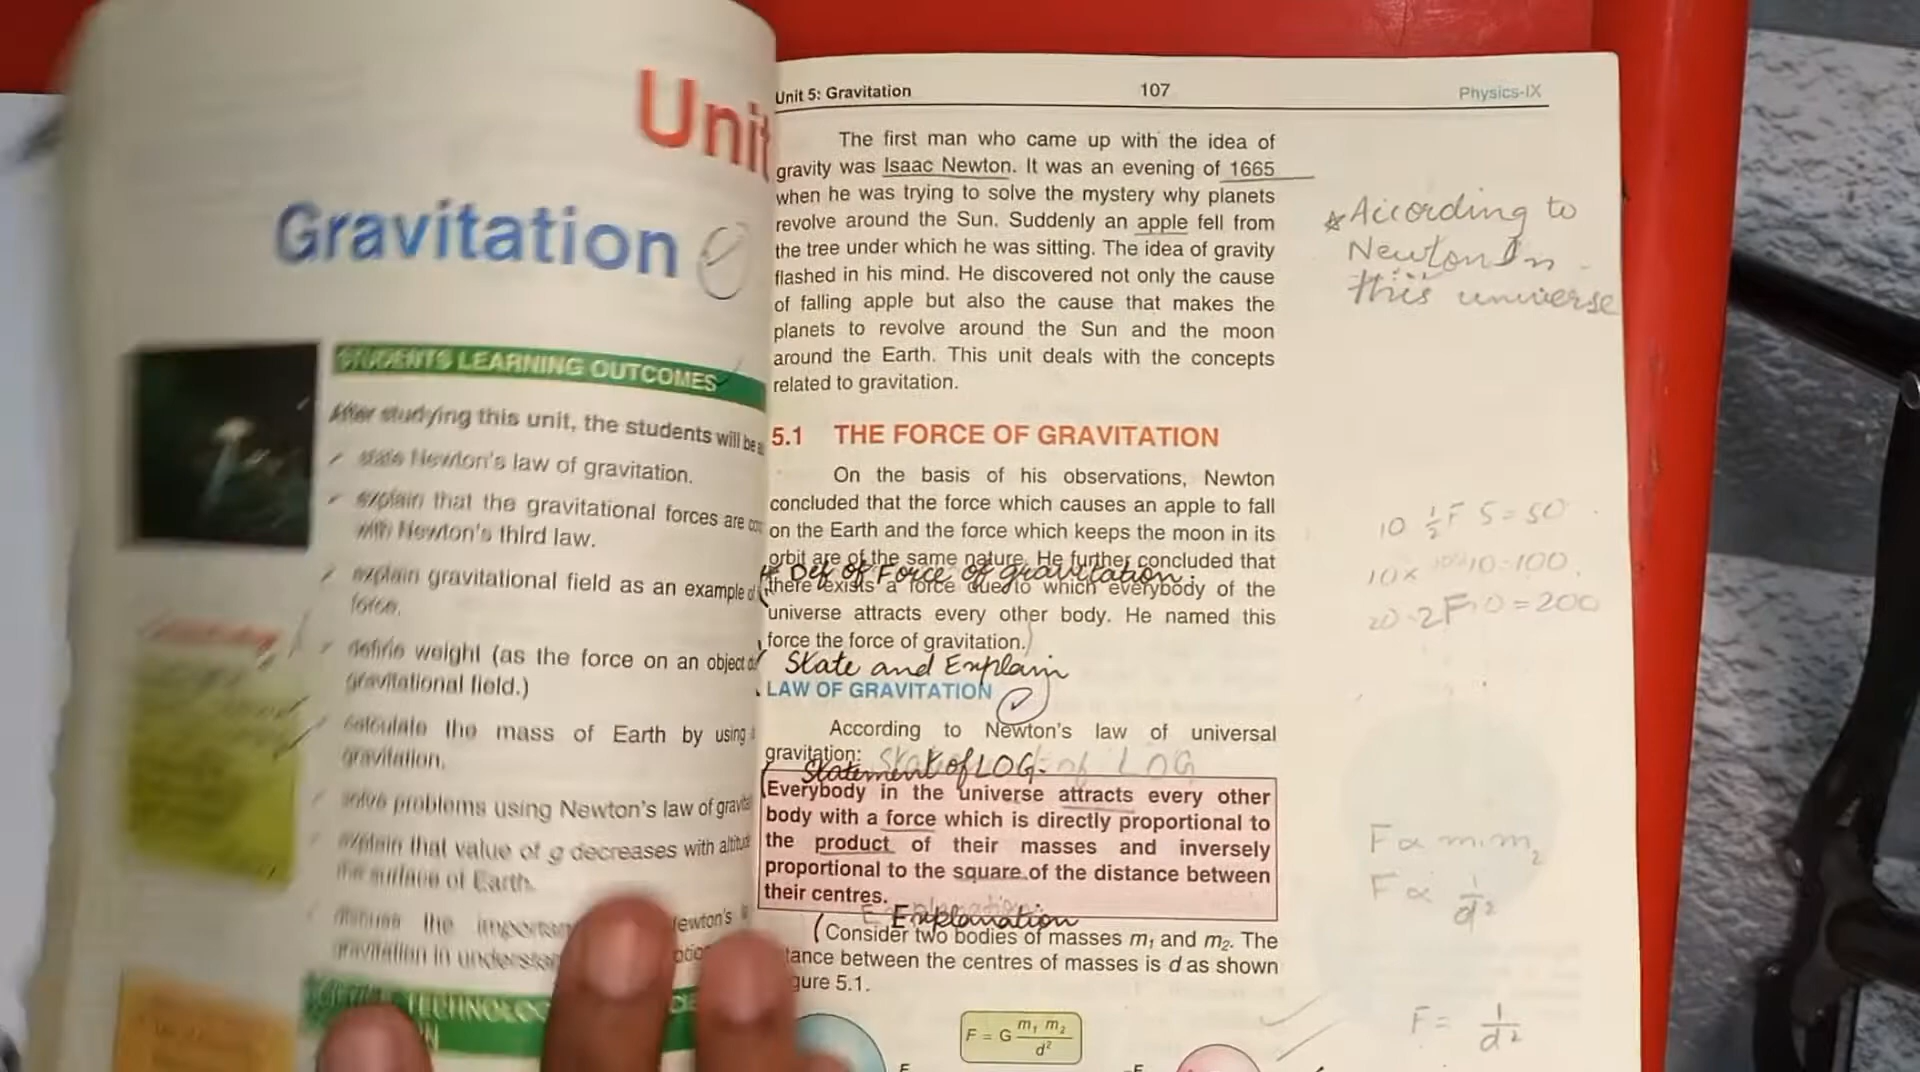 Unit
Gravitation
STUDENTS LEARNING OUTCOMES
After studying this unit, the students will be
state Newton's law of gravitation.
explain that the gravitational forces are
with Newton's third law.
explain gravitational field as an example of
force.
define weight (as the force on an object
gravitational field.)
calculate the mass of Earth by using
gravitation.
solve problems using Newton's law of
explain that value of g decreases with
the surface of Earth.
discuss the
gravitation in
Unit 5: Gravitation 107 Physics-IX
The first man who came up with the idea of
gravity was Isaac Newton. It was an evening of 1665
when he was trying to solve the mystery why planets
revolve around the Sun. Suddenly an apple fell from
the tree under which he was sitting. The idea of gravity
flashed in his mind. He discovered not only the cause
of falling apple but also the cause that makes the
planets to revolve around the Sun and the moon
around the Earth. This unit deals with the concepts
related to gravitation.
According to
Newton In
this universe
5.1 THE FORCE OF GRAVITATION
On the basis of his observations, Newton
concluded that the force which causes an apple to fall
on the Earth and the force which keeps the moon in its
orbit are of the same nature. He further concluded that
Def of Force of gravitation:
there exists a force due to which everybody of the
universe attracts every other body. He named this
force the force of gravitation.
State and Explain
LAW OF GRAVITATION
According to Newton's law of universal
gravitation:
Statement of LOG.
Everybody in the universe attracts every other
body with a force which is directly proportional to
the product of their masses and inversely
proportional to the square of the distance between
their centres.
Explanation
Consider two bodies of masses m₁ and m₂. The
tance between the centres of masses is d as shown
gure 5.1.
F = G m₁ m₂ / d²
F ∝ 1/d²
F = 1/d²